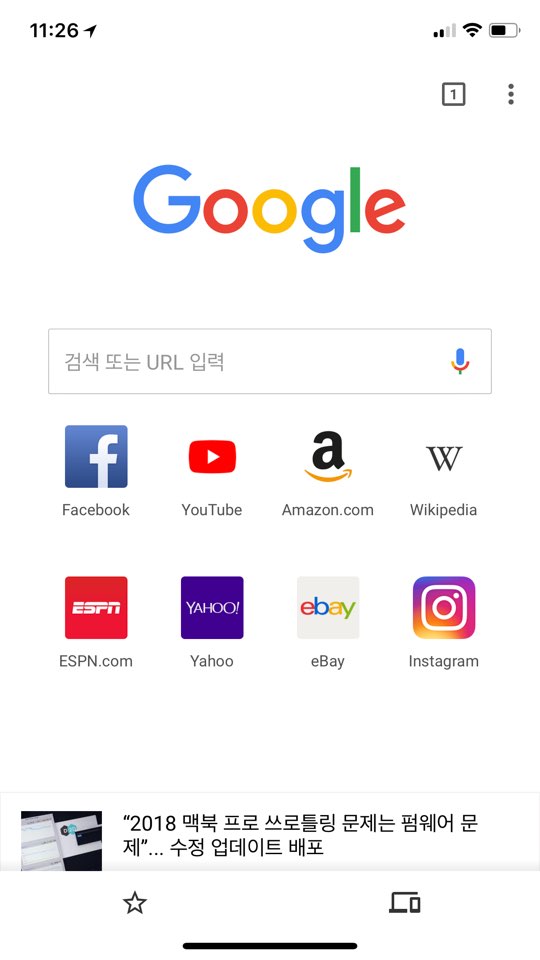 11:26
1
Google
검색 또는 URL 입력
f
a
W
Facebook YouTube Amazon.com Wikipedia
ESPN YAHOO! ebay
ESPN.com Yahoo eBay Instagram
“2018 맥북 프로 쓰로틀링 문제는 펌웨어 문
제”... 수정 업데이트 배포